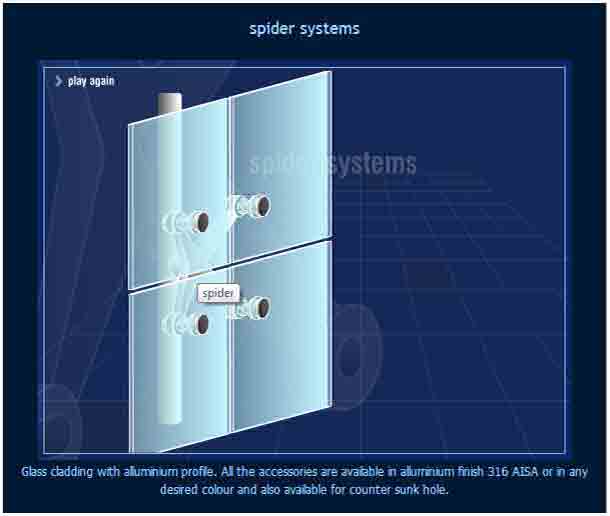 spider systems
play again
spider systems
spider
Glass cladding with alluminium profile. All the accessories are available in alluminium finish 316 AISA or in any
desired colour and also available for counter sunk hole.